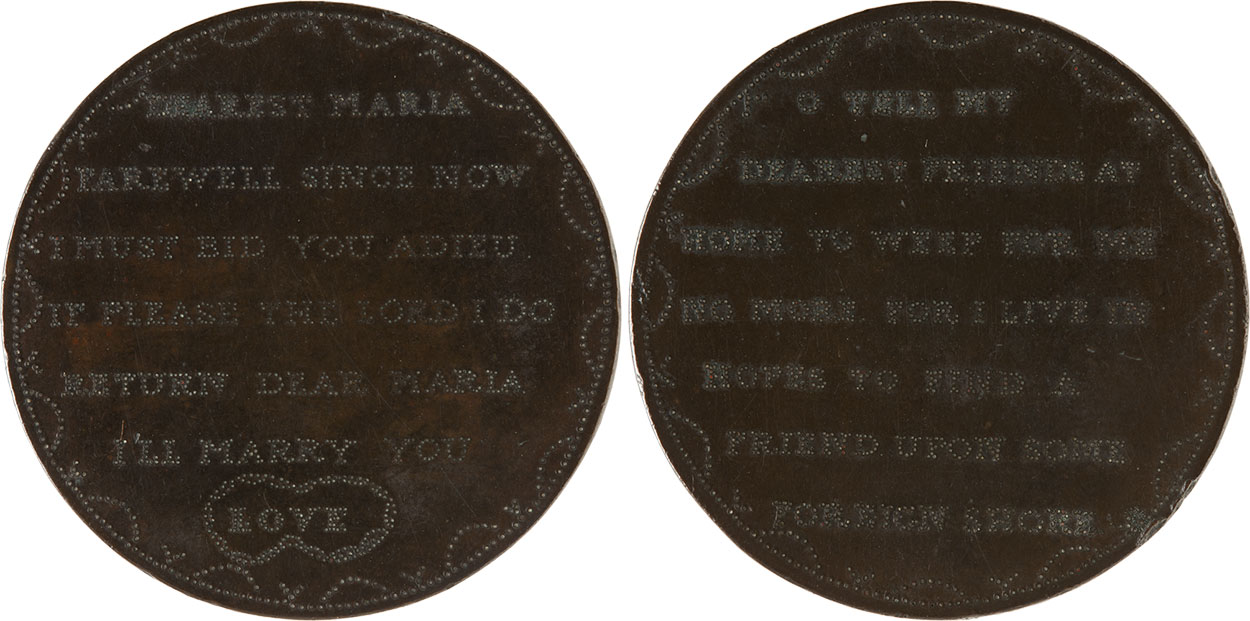 DEAREST MARIA
FAREWELL SINCE NOW
I MUST BID YOU ADIEU.
IF PLEASE THE LORD I DO
RETURN DEAR MARIA
I'LL MARRY YOU
LOVE
O TELL MY
DEAREST FRIENDS AT
HOME TO WEEP FOR ME
NO MORE FOR I LIVE IN
HOPES TO FIND A
FRIEND UPON SOME
FOREIGN SHORE